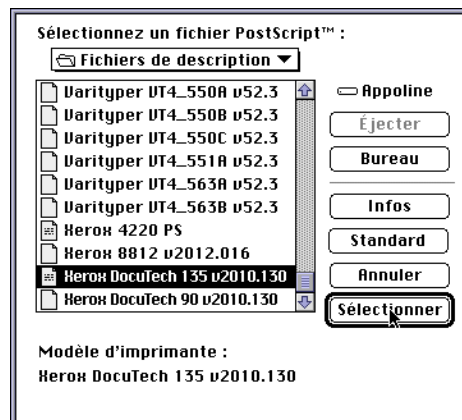 Sélectionnez un fichier PostScript™ :
Fichiers de description
Varityper VT4_550A v52.3
Varityper VT4_550B v52.3
Varityper VT4_550C v52.3
Varityper VT4_551A v52.3
Varityper VT4_563A v52.3
Varityper VT4_563B v52.3
Xerox 4220 PS
Xerox 8812 v2012.016
Xerox DocuTech 135 v2010.130
Xerox DocuTech 90 v2010.130
Appoline
Éjecter
Bureau
Infos
Standard
Annuler
Sélectionner
Modèle d'imprimante :
Xerox DocuTech 135 v2010.130